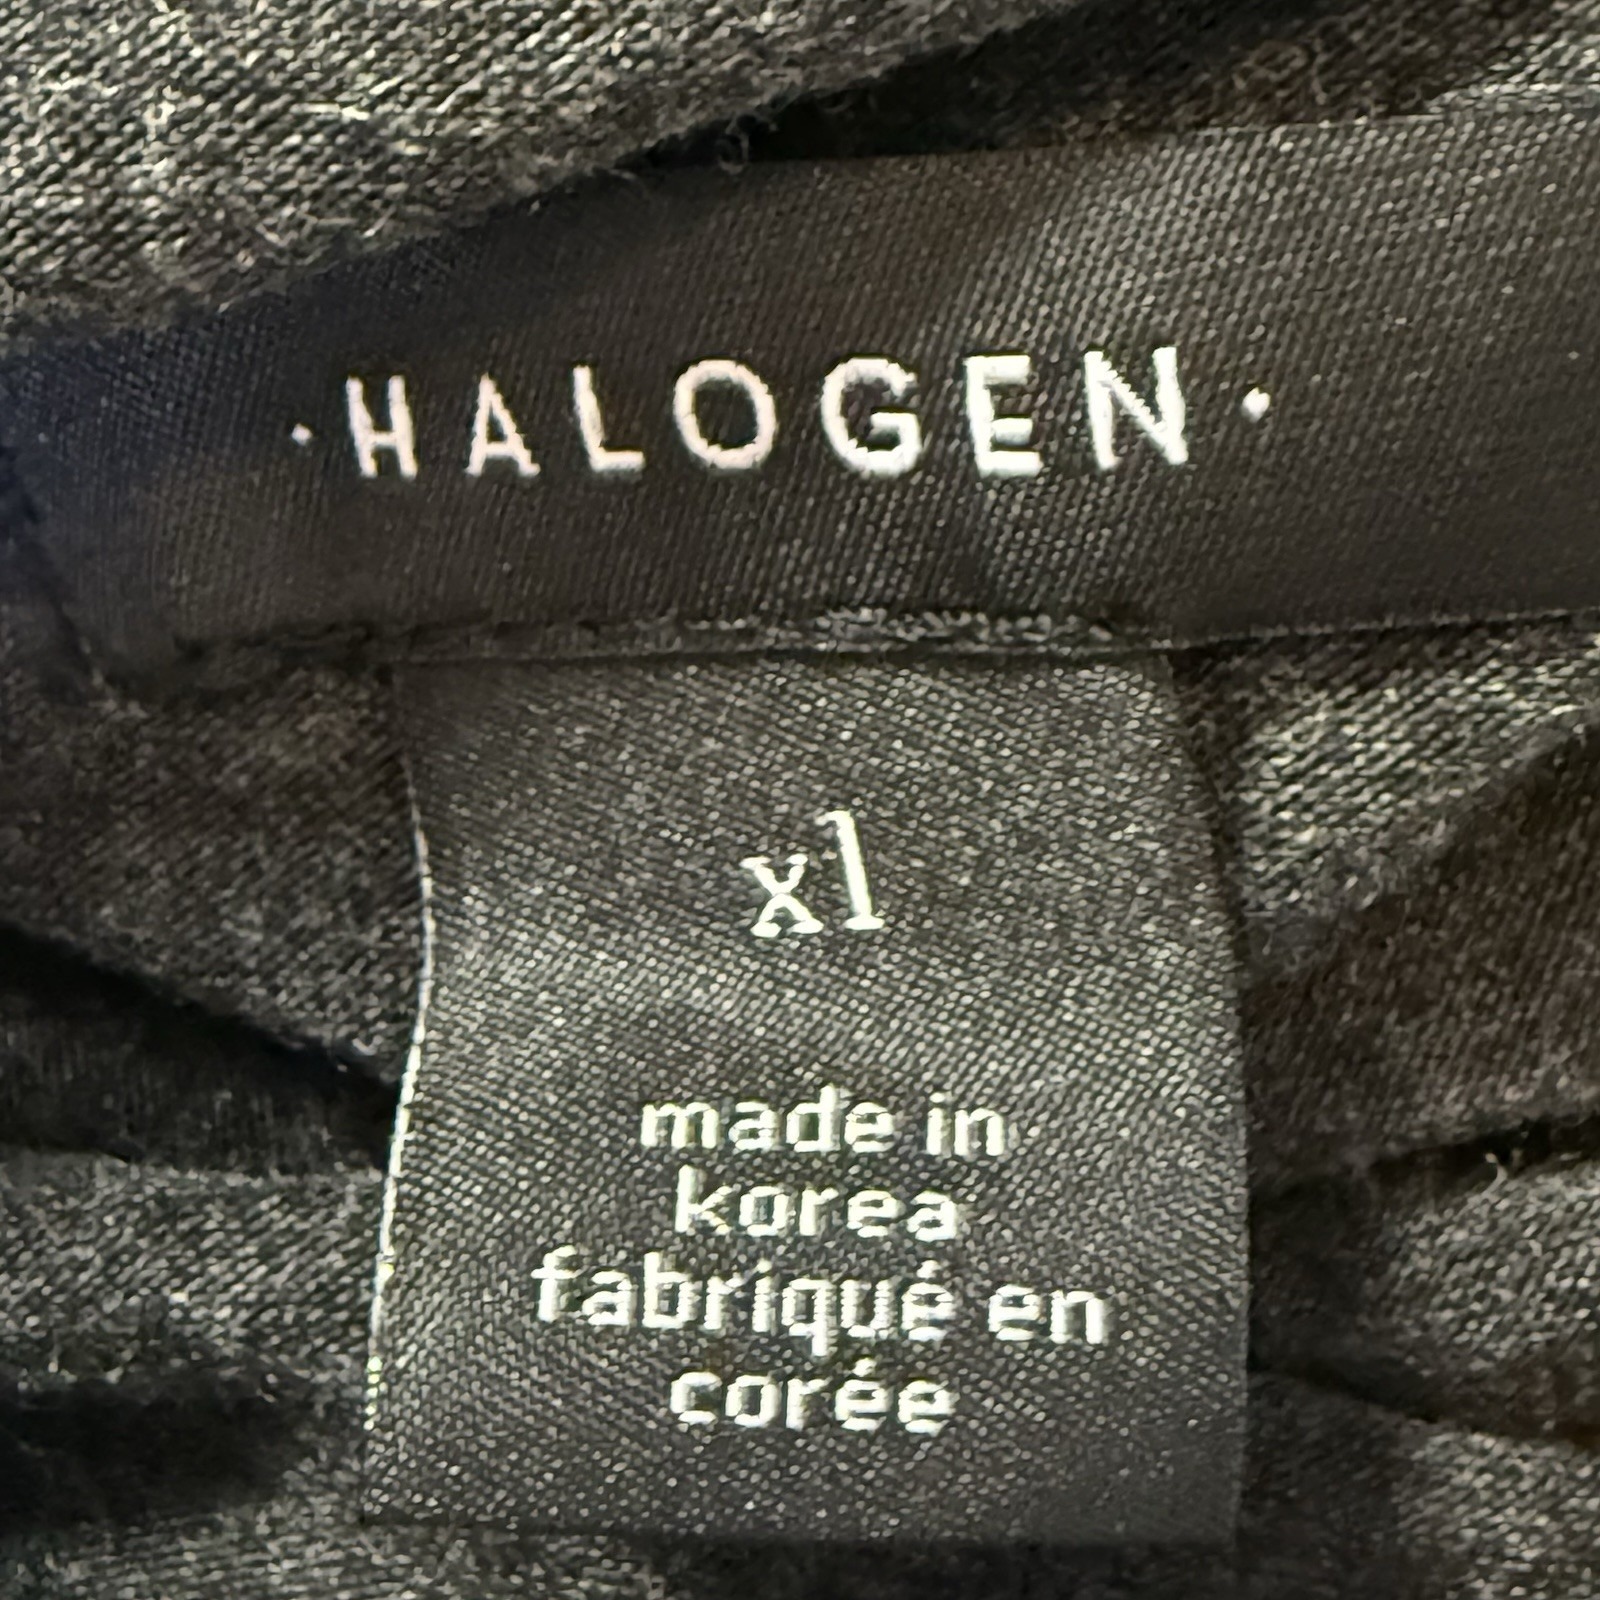 ·HALOGEN·
xl
made in
korea
fabriqué en
corée